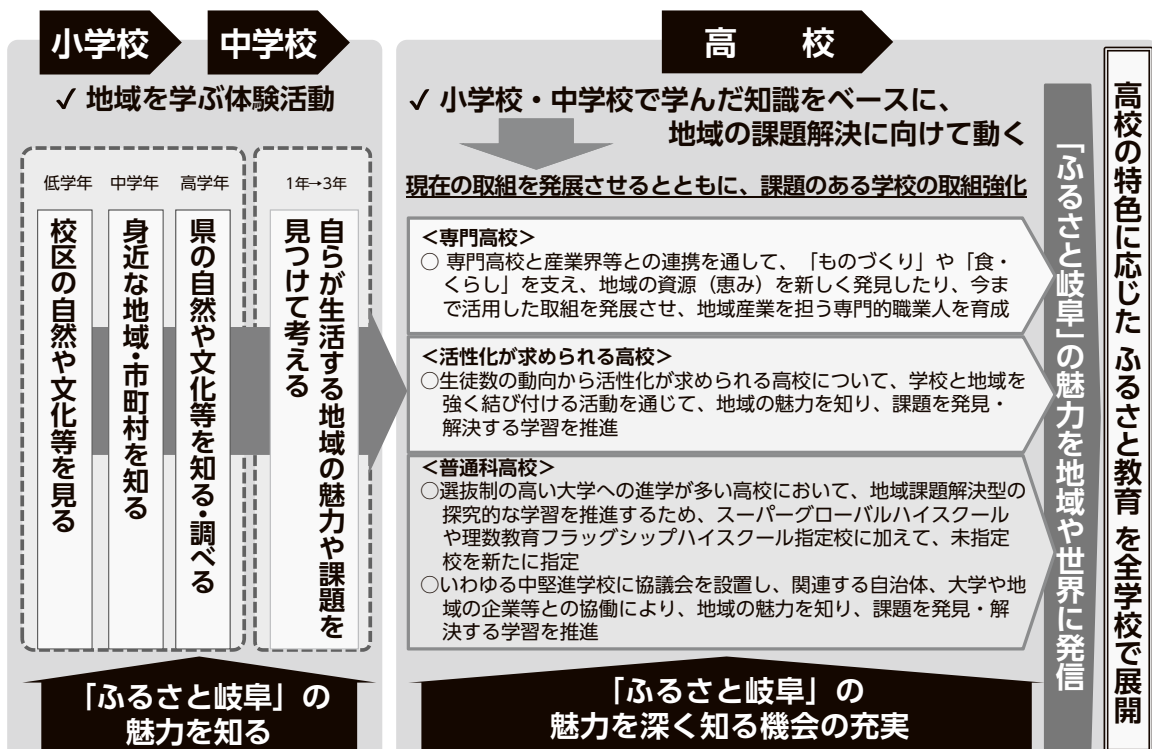 小学校
中学校
✓ 地域を学ぶ体験活動
低学年
校区の自然や文化等を見る
中学年
身近な地域・市町村を知る
高学年
県の自然や文化等を知る・調べる
1年→3年
自らが生活する地域の魅力や課題を
見つけて考える
「ふるさと岐阜」の
魅力を知る
高　校
✓ 小学校・中学校で学んだ知識をベースに、
地域の課題解決に向けて動く
現在の取組を発展させるとともに、課題のある学校の取組強化
＜専門高校＞
○ 専門高校と産業界等との連携を通して、「ものづくり」や「食・
くらし」を支え、地域の資源（恵み）を新しく発見したり、今ま
で活用した取組を発展させ、地域産業を担う専門的職業人を育成
＜活性化が求められる高校＞
○生徒数の動向から活性化が求められる高校について、学校と地域を
強く結び付ける活動を通じて、地域の魅力を知り、課題を発見・
解決する学習を推進
＜普通科高校＞
○選抜制の高い大学への進学が多い高校において、地域課題解決型の
探究的な学習を推進するため、スーパーグローバルハイスクール
や理数教育フラッグシップハイスクール指定校に加えて、未指定
校を新たに指定
○いわゆる中堅進学校に協議会を設置し、関連する自治体、大学や地
域の企業等との協働により、地域の魅力を知り、課題を発見・解
決する学習を推進
「ふるさと岐阜」の
魅力を深く知る機会の充実
「ふるさと岐阜」の魅力を地域や世界に発信
高校の特色に応じた ふるさと教育 を全学校で展開